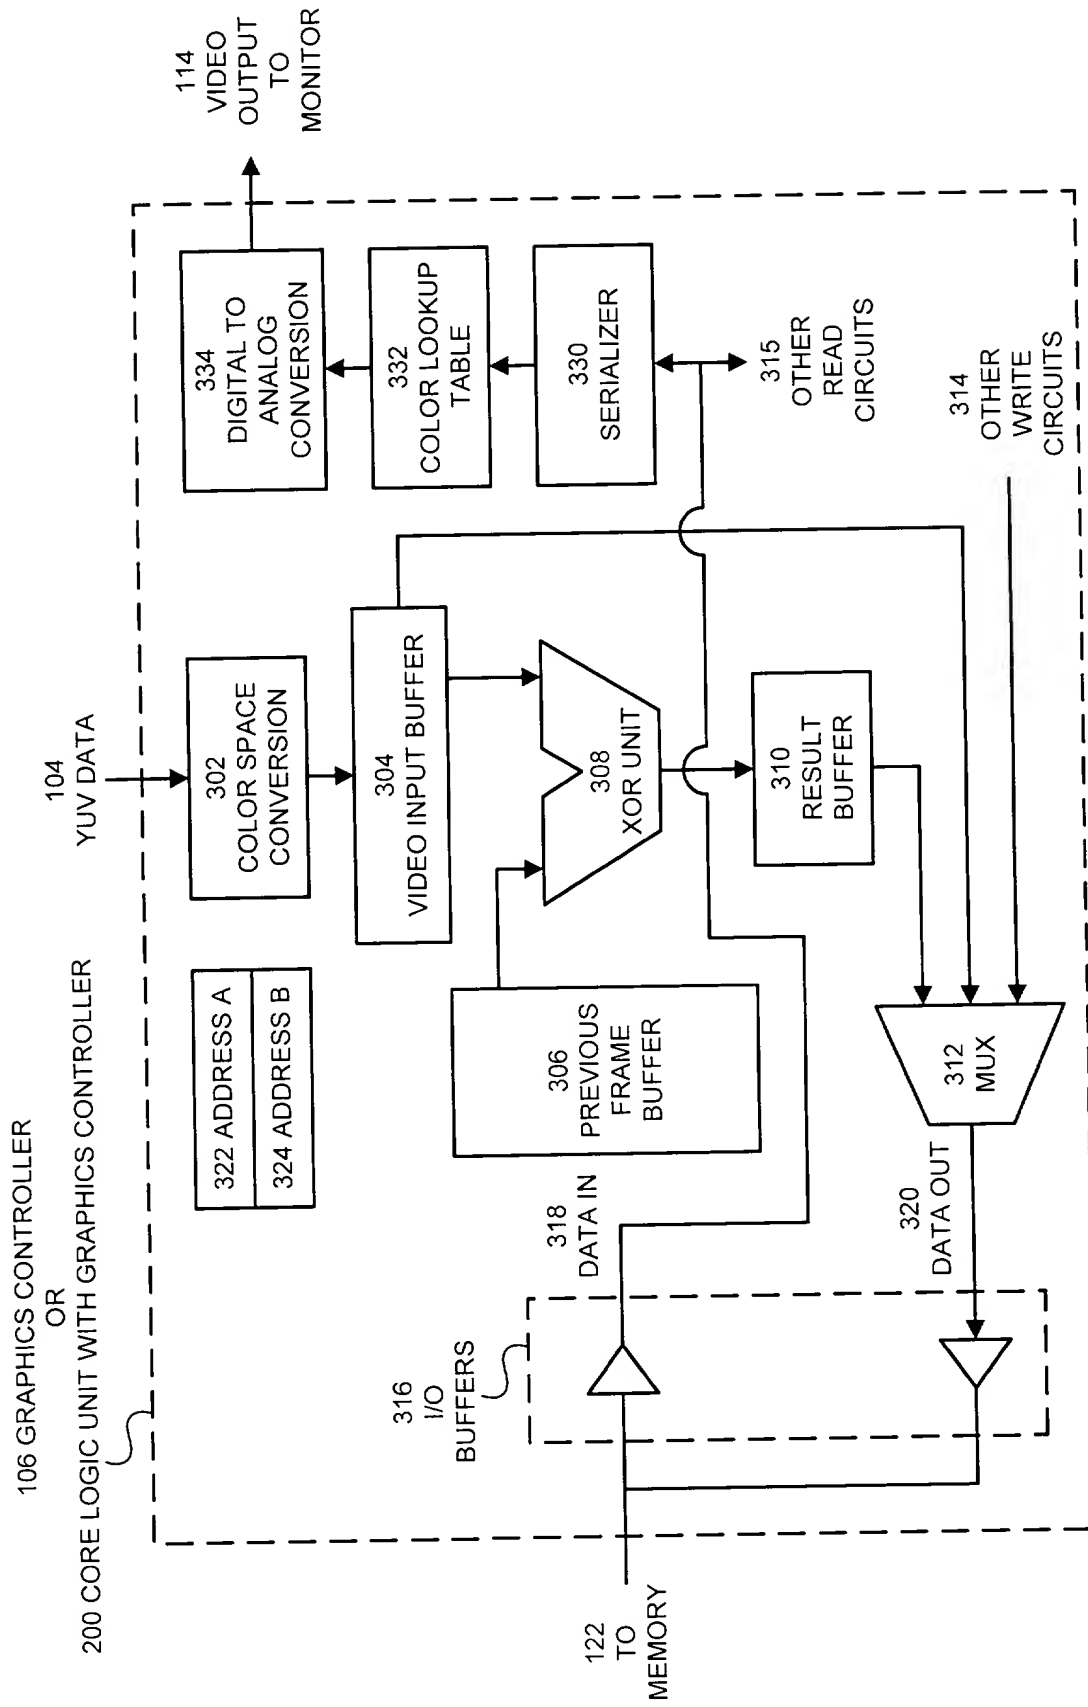 106 GRAPHICS CONTROLLER
OR
200 CORE LOGIC UNIT WITH GRAPHICS CONTROLLER
104
YUV DATA
114
VIDEO
OUTPUT
TO
MONITOR
322 ADDRESS A
324 ADDRESS B
302
COLOR SPACE
CONVERSION
334
DIGITAL TO
ANALOG
CONVERSION
304
VIDEO INPUT BUFFER
332
COLOR LOOKUP
TABLE
306
PREVIOUS
FRAME
BUFFER
308
XOR UNIT
330
SERIALIZER
316
I/O
BUFFERS
318
DATA IN
310
RESULT
BUFFER
315
OTHER
READ
CIRCUITS
314
OTHER
WRITE
CIRCUITS
312
MUX
320
DATA OUT
122
TO
MEMORY